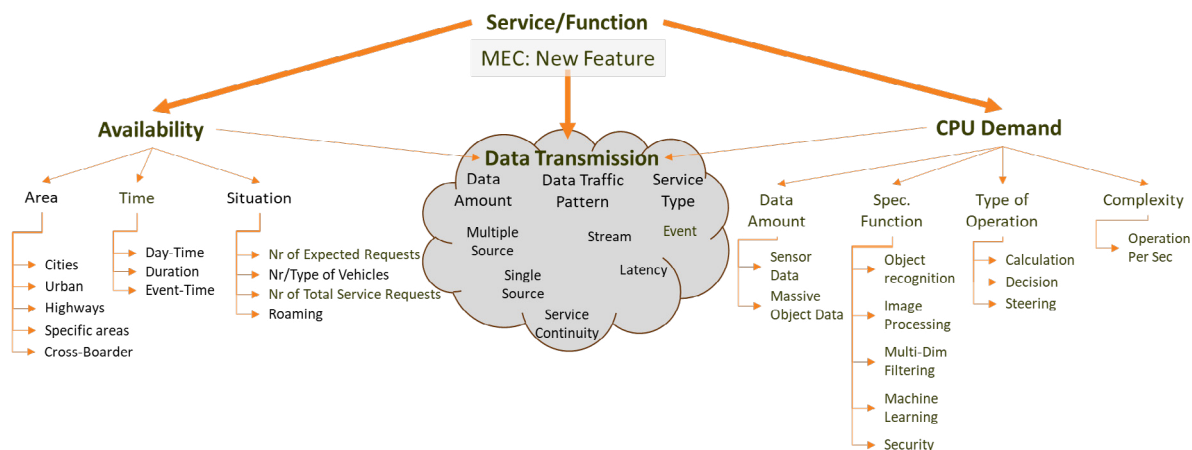 Service/Function
MEC: New Feature
Availability
CPU Demand
Data Transmission
Area
Time
Situation
Cities
Urban
Highways
Specific areas
Cross-Boarder
Day-Time
Duration
Event-Time
Nr of Expected Requests
Nr/Type of Vehicles
Nr of Total Service Requests
Roaming
Data
Amount
Data Traffic
Pattern
Service
Type
Multiple
Source
Stream
Event
Single
Source
Latency
Service
Continuity
Data
Amount
Spec.
Function
Type of
Operation
Complexity
Sensor
Data
Massive
Object Data
Object
recognition
Image
Processing
Multi-Dim
Filtering
Machine
Learning
Security
Calculation
Decision
Steering
Operation
Per Sec